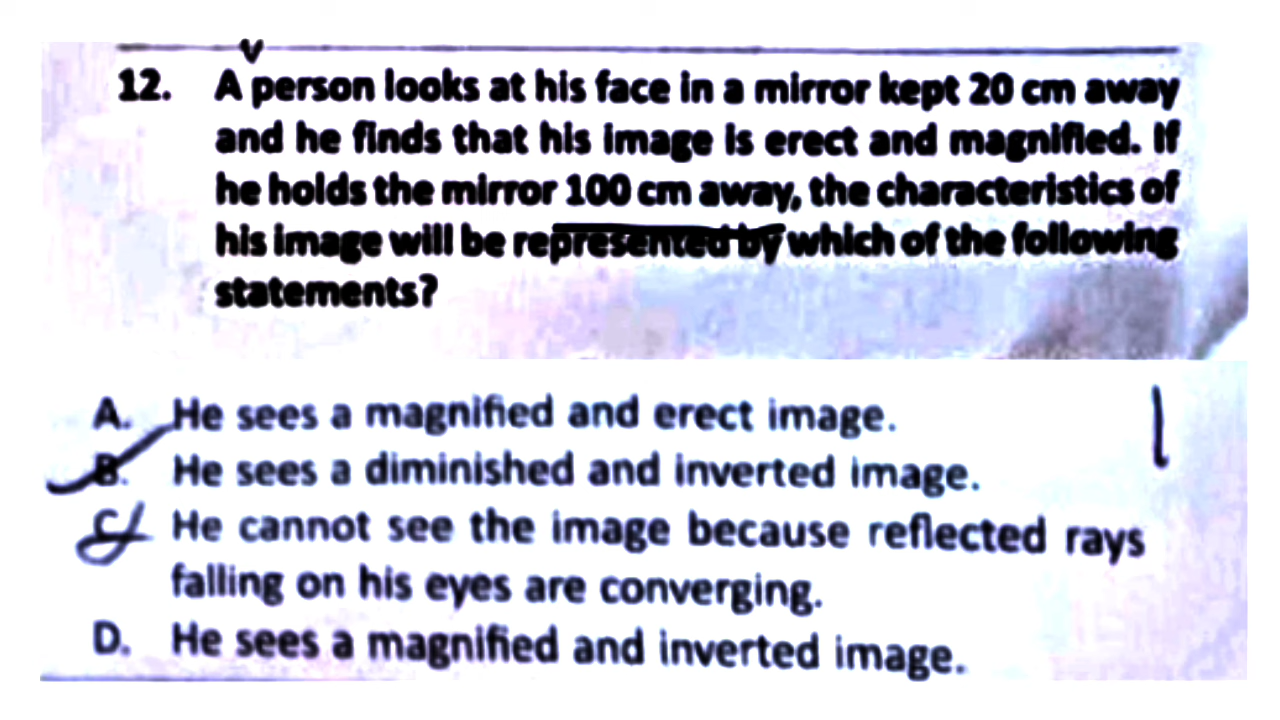 12. A person looks at his face in a mirror kept 20 cm away
and he finds that his image is erect and magnified. If
he holds the mirror 100 cm away, the characteristics of
his image will be represented by which of the following
statements?
A. He sees a magnified and erect image.
B. He sees a diminished and inverted image.
C. He cannot see the image because reflected rays
falling on his eyes are converging.
D. He sees a magnified and inverted image.